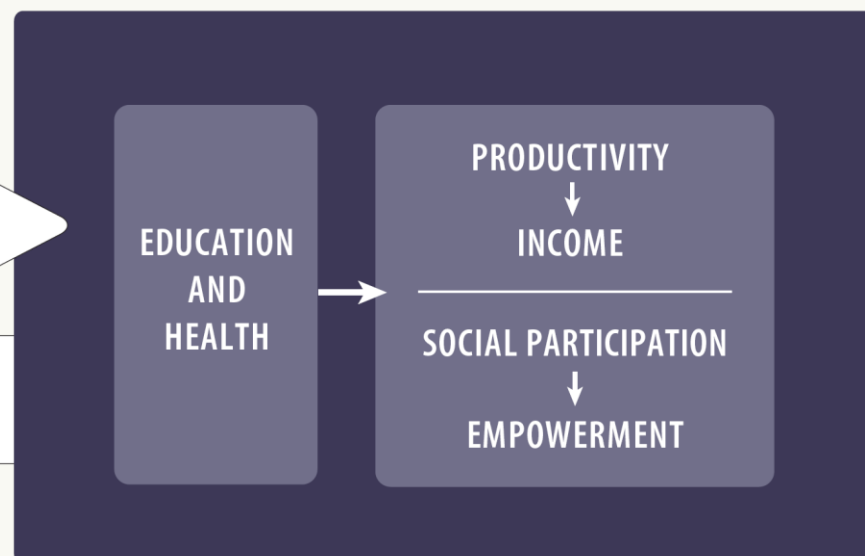 EDUCATION
AND
HEALTH
PRODUCTIVITY
INCOME
SOCIAL PARTICIPATION
EMPOWERMENT